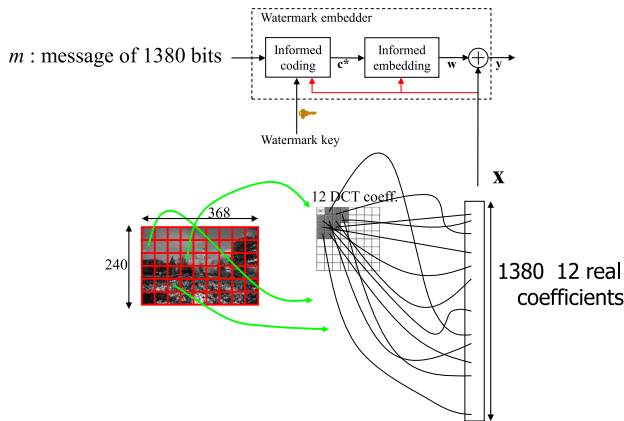 Watermark embedder
m : message of 1380 bits
Informed
coding
c*
Informed
embedding
w
y
Watermark key
x
12 DCT coeff.
368
240
1380 12 real
coefficients